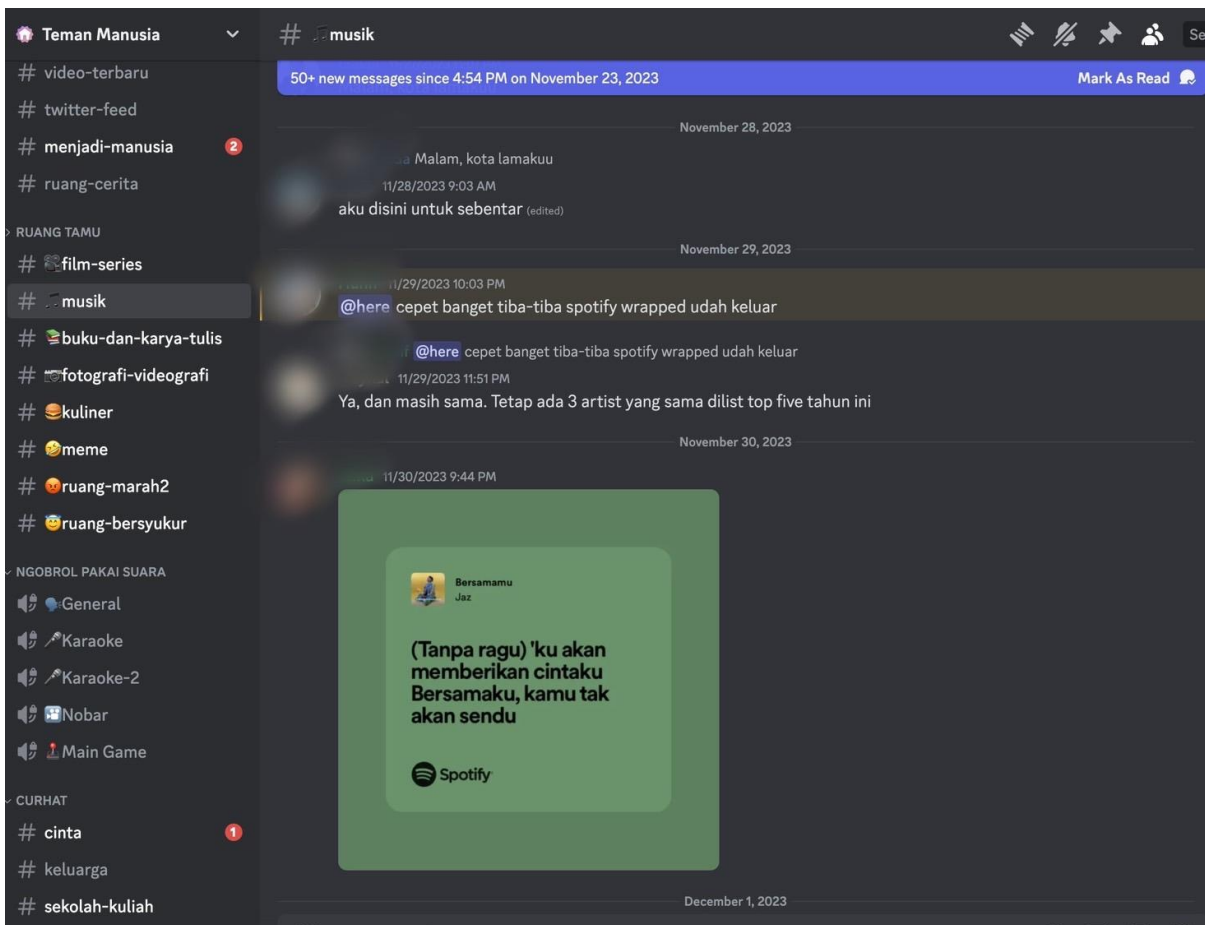 Teman Manusia
# video-terbaru
# twitter-feed
# menjadi-manusia 2
# ruang-cerita
RUANG TAMU
# film-series
# musik
# buku-dan-karya-tulis
# fotografi-videografi
# kuliner
# meme
# ruang-marah2
# ruang-bersyukur
NGOBROL PAKAI SUARA
General
Karaoke
Karaoke-2
Nobar
Main Game
CURHAT
# cinta 1
# keluarga
# sekolah-kuliah
# musik
Se
50+ new messages since 4:54 PM on November 23, 2023 Mark As Read
November 28, 2023
Malam, kota lamakuu
11/28/2023 9:03 AM
aku disini untuk sebentar (edited)
November 29, 2023
11/29/2023 10:03 PM
@here cepet banget tiba-tiba spotify wrapped udah keluar
@here cepet banget tiba-tiba spotify wrapped udah keluar
11/29/2023 11:51 PM
Ya, dan masih sama. Tetap ada 3 artist yang sama dilist top five tahun ini
November 30, 2023
11/30/2023 9:44 PM
Bersamamu
Jaz
(Tanpa ragu) 'ku akan
memberikan cintaku
Bersamaku, kamu tak
akan sendu
Spotify
December 1, 2023